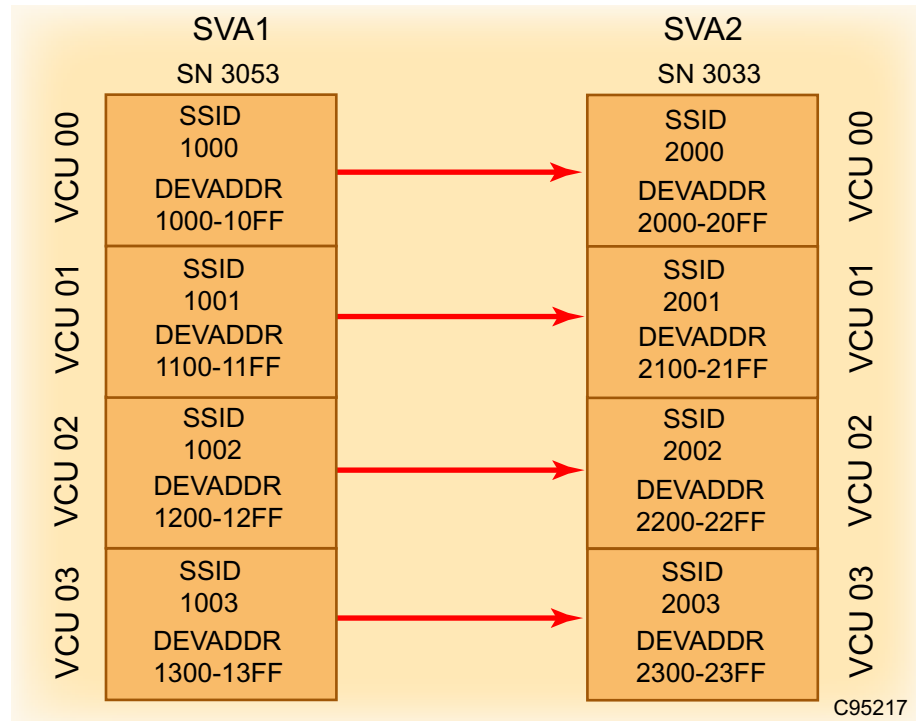 SVA1
SN 3053
VCU 00
SSID
1000
DEVADDR
1000-10FF
VCU 01
SSID
1001
DEVADDR
1100-11FF
VCU 02
SSID
1002
DEVADDR
1200-12FF
VCU 03
SSID
1003
DEVADDR
1300-13FF
SVA2
SN 3033
SSID
2000
DEVADDR
2000-20FF
VCU 00
SSID
2001
DEVADDR
2100-21FF
VCU 01
SSID
2002
DEVADDR
2200-22FF
VCU 02
SSID
2003
DEVADDR
2300-23FF
VCU 03
C95217